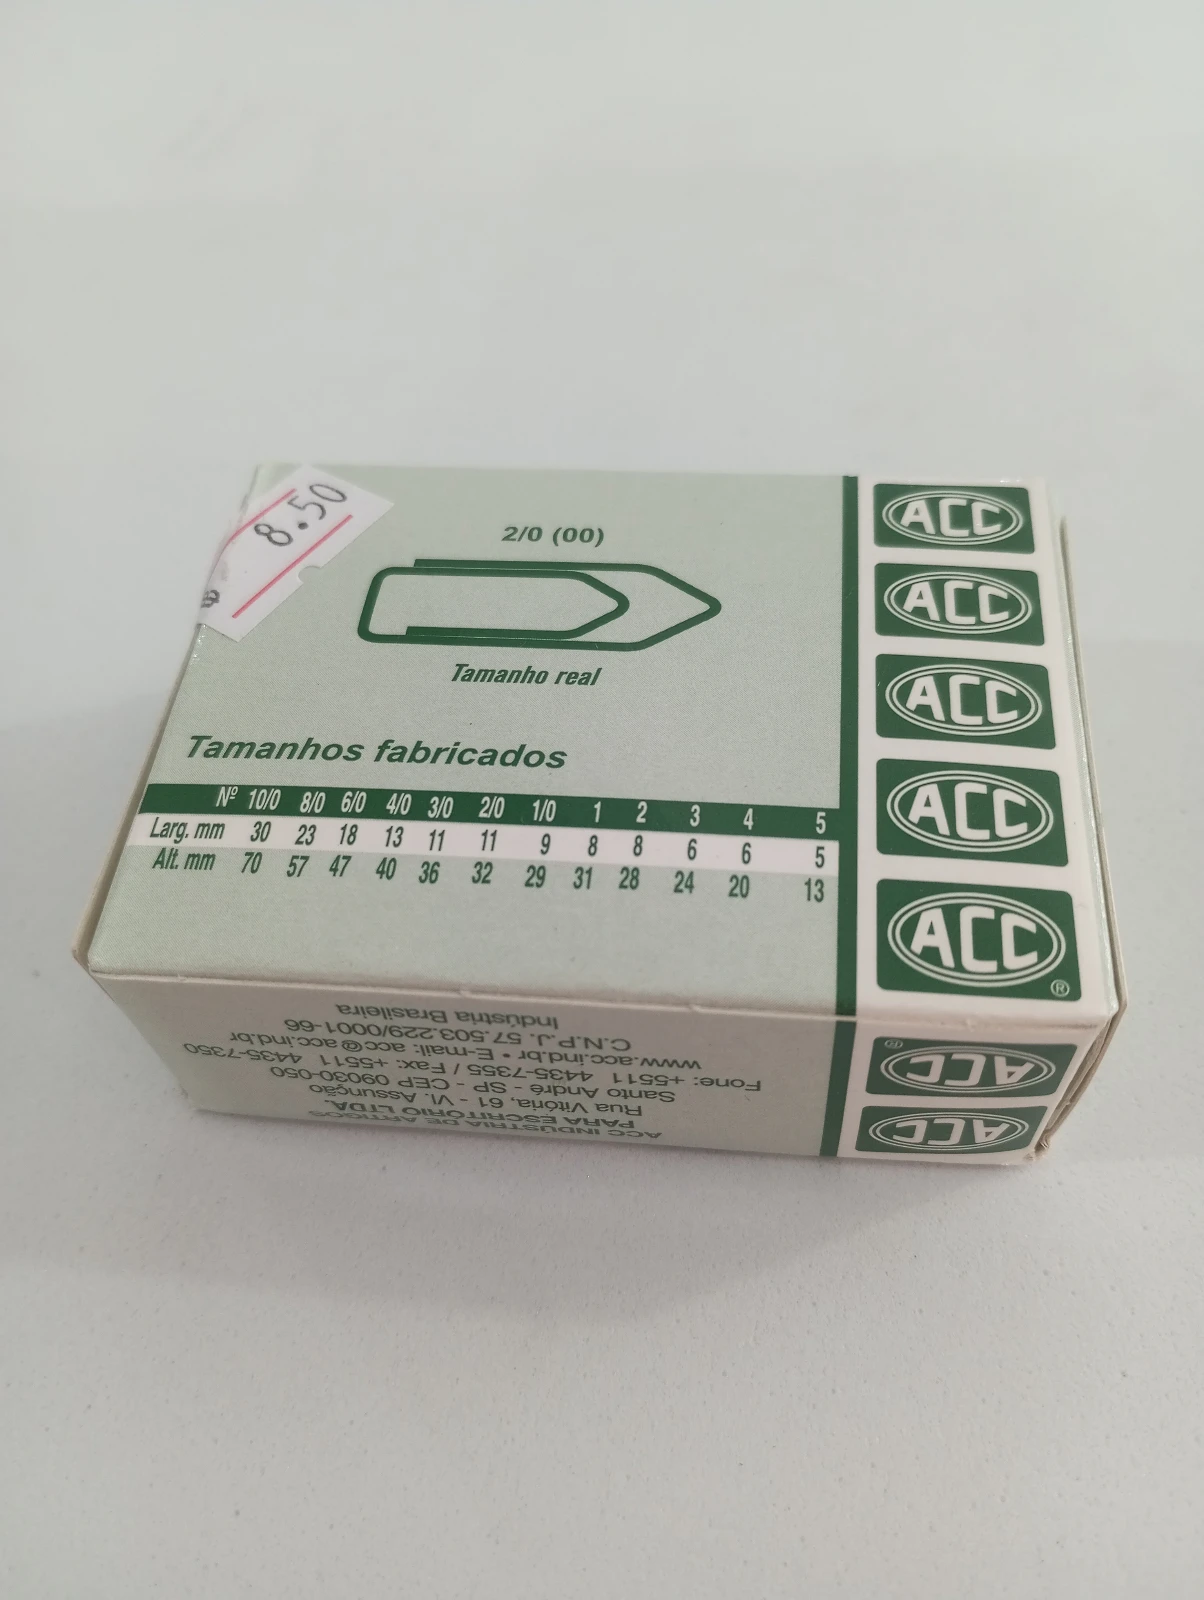 8.50
2/0 (00)
Tamanho real
Tamanhos fabricados
Nº 10/0 8/0 6/0 4/0 3/0 2/0 1/0 1 2 3 4 5
Larg. mm 30 23 18 13 11 11 9 8 8 6 6 5
Alt. mm 70 57 47 40 36 32 29 31 28 24 20 13
ACC
ACC
ACC
ACC
ACC
®
ACC INDÚSTRIA DE ARTIGOS
PARA ESCRITÓRIO LTDA.
Rua Vitória, 61 - Vl. Assunção
Santo André - SP - CEP 09030-050
Fone: +5511 4435-7355 / Fax: +5511 4435-7350
www.acc.ind.br • E-mail: acc@acc.ind.br
C.N.P.J. 57.503.229/0001-66
Indústria Brasileira
ACC
ACC
®